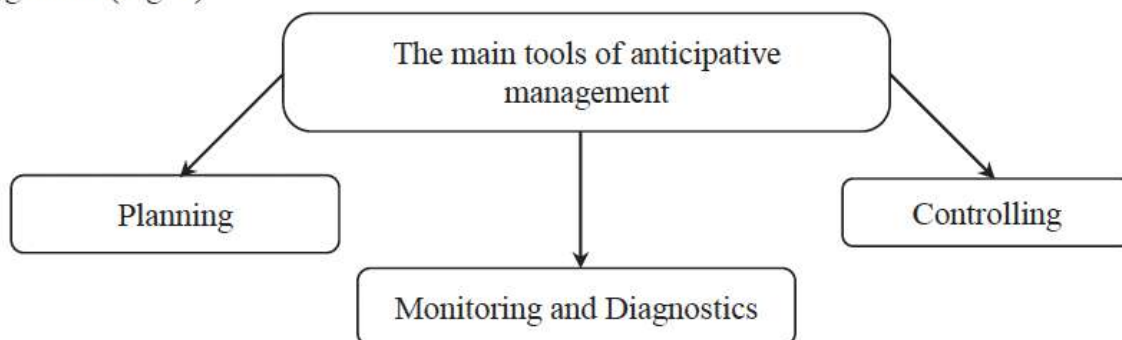 The main tools of anticipative
management
Planning
Controlling
Monitoring and Diagnostics